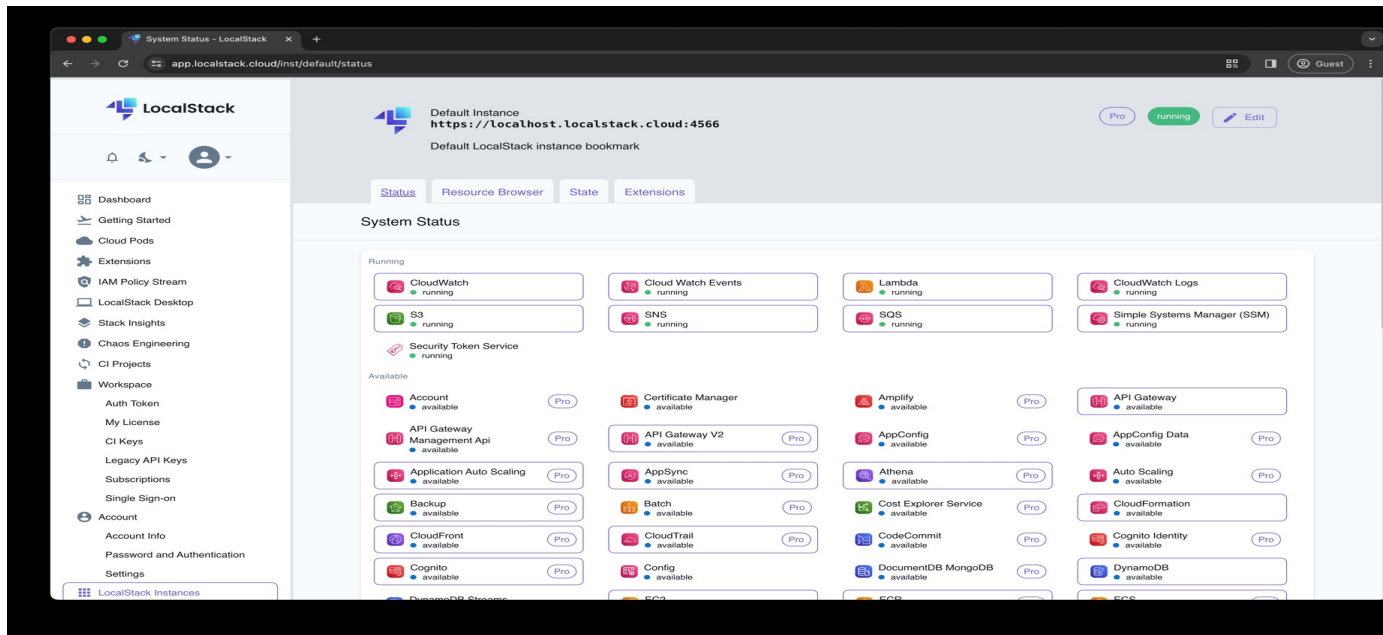 System Status - LocalStack
app.localstack.cloud/inst/default/status
Guest
LocalStack
Dashboard
Getting Started
Cloud Pods
Extensions
IAM Policy Stream
LocalStack Desktop
Stack Insights
Chaos Engineering
CI Projects
Workspace
Auth Token
My License
CI Keys
Legacy API Keys
Subscriptions
Single Sign-on
Account
Account Info
Password and Authentication
Settings
LocalStack Instances
Default Instance
https://localhost.localstack.cloud:4566
Default LocalStack instance bookmark
Pro
running
Edit
Status
Resource Browser
State
Extensions
System Status
Running
CloudWatch
running
Cloud Watch Events
running
Lambda
running
CloudWatch Logs
running
S3
running
SNS
running
SQS
running
Simple Systems Manager (SSM)
running
Security Token Service
running
Available
Account
available
Pro
Certificate Manager
available
Amplify
available
Pro
API Gateway
available
API Gateway
Management Api
available
Pro
API Gateway V2
available
Pro
AppConfig
available
Pro
AppConfig Data
available
Pro
Application Auto Scaling
available
Pro
AppSync
available
Pro
Athena
available
Pro
Auto Scaling
available
Pro
Backup
available
Pro
Batch
available
Pro
Cost Explorer Service
available
Pro
CloudFormation
available
CloudFront
available
Pro
CloudTrail
available
Pro
CodeCommit
available
Pro
Cognito Identity
available
Pro
Cognito
available
Pro
Config
available
DocumentDB MongoDB
available
Pro
DynamoDB
available
DynamoDB Streams
EC2
ECR
ECS